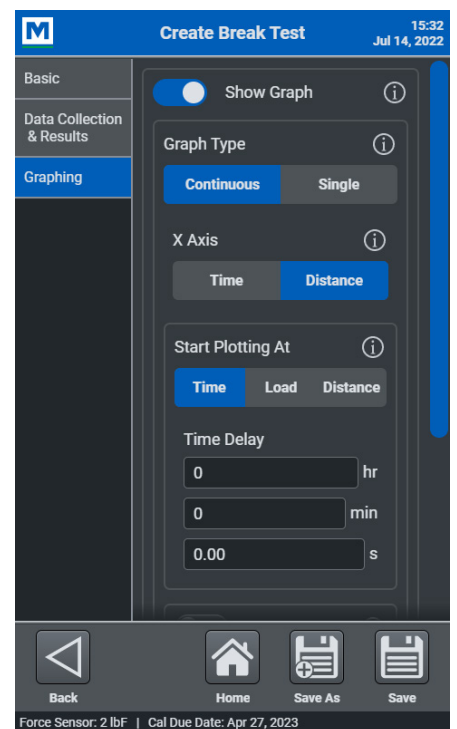 M
Create Break Test
15:32
Jul 14, 2022
Basic
Data Collection
& Results
Graphing
Show Graph
Graph Type
Continuous Single
X Axis
Time Distance
Start Plotting At
Time Load Distance
Time Delay
0 hr
0 min
0.00 s
Back Home Save As Save
Force Sensor: 2 lbF | Cal Due Date: Apr 27, 2023